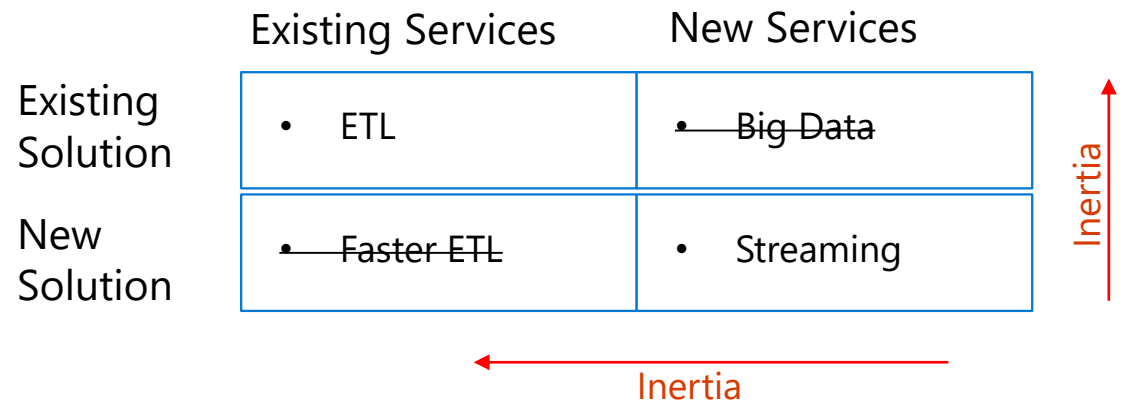 Existing Services
New Services
Existing
Solution
• ETL
• Big Data
New
Solution
• Faster ETL
• Streaming
Inertia
Inertia